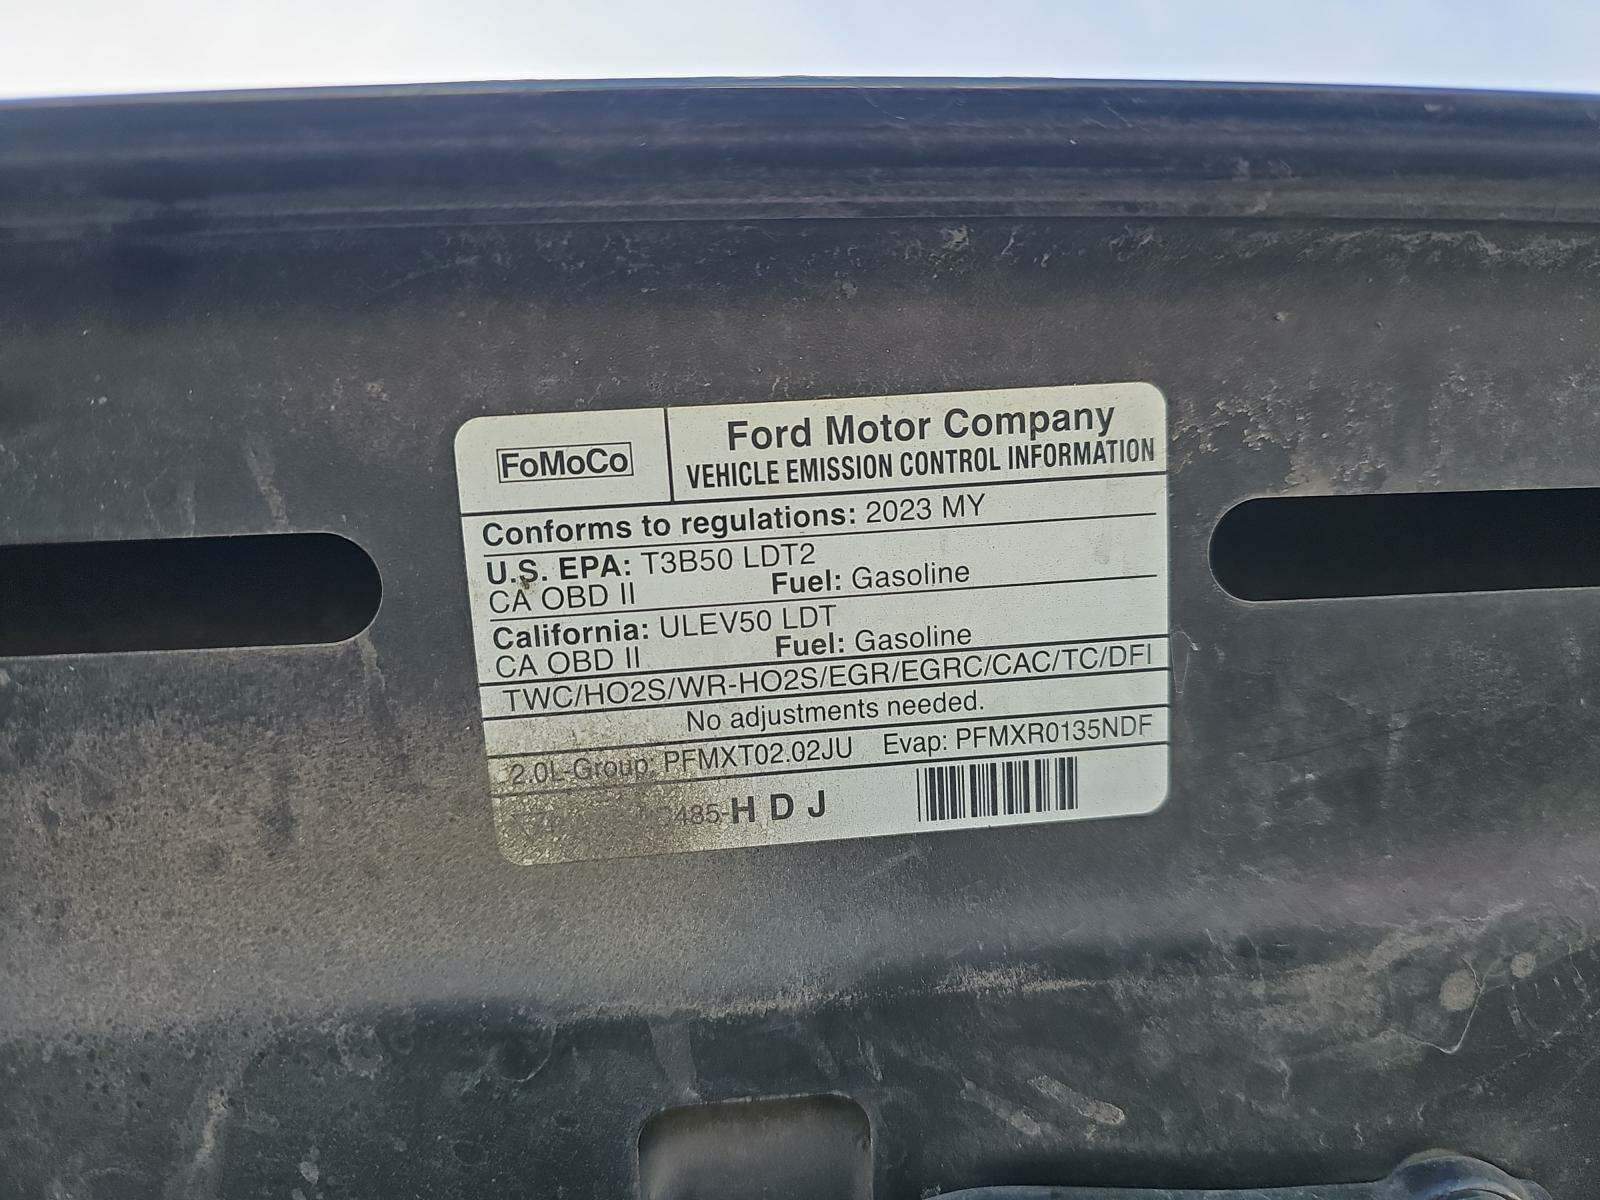 FoMoCo
Ford Motor Company
VEHICLE EMISSION CONTROL INFORMATION
Conforms to regulations: 2023 MY
U.S. EPA: T3B50 LDT2
CA OBD II Fuel: Gasoline
California: ULEV50 LDT
CA OBD II Fuel: Gasoline
TWC/HO2S/WR-HO2S/EGR/EGRC/CAC/TC/DFI
No adjustments needed.
2.0L-Group: PFMXT02.02JU Evap: PFMXR0135NDF
H D J